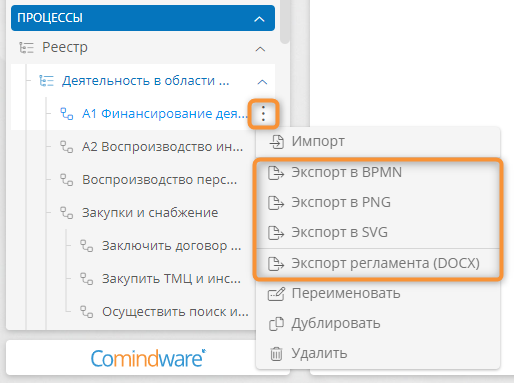 ПРОЦЕССЫ
Реестр
Деятельность в области ...
А1 Финансирование дея...
А2 Воспроизводство ин...
Воспроизводство перс...
Закупки и снабжение
Заключить договор ...
Закупить ТМЦ и инс...
Осуществить поиск и...
Импорт
Экспорт в BPMN
Экспорт в PNG
Экспорт в SVG
Экспорт регламента (DOCX)
Переименовать
Дублировать
Удалить
Comindware